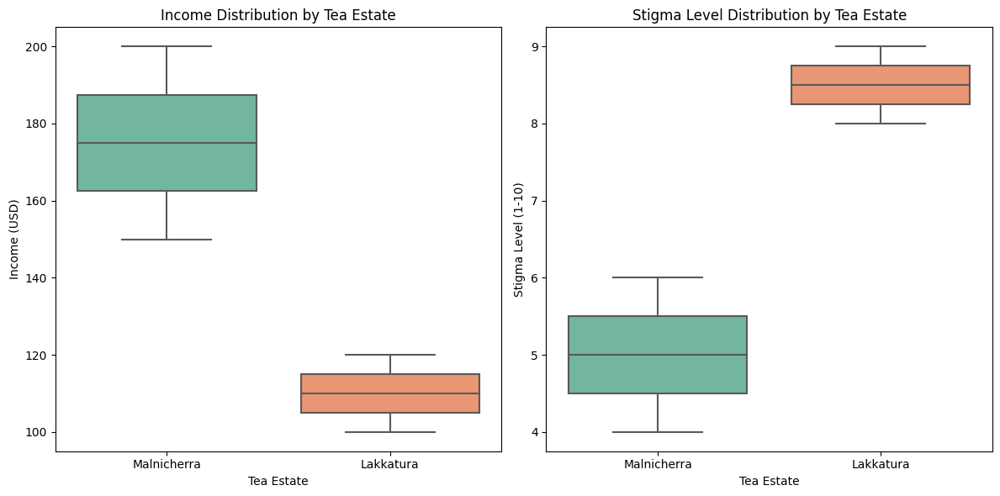 Income Distribution by Tea Estate
Income (USD)
200
180
160
140
120
100
Malnicherra
Lakkatura
Tea Estate
Stigma Level Distribution by Tea Estate
Stigma Level (1-10)
9
8
7
6
5
4
Malnicherra
Lakkatura
Tea Estate